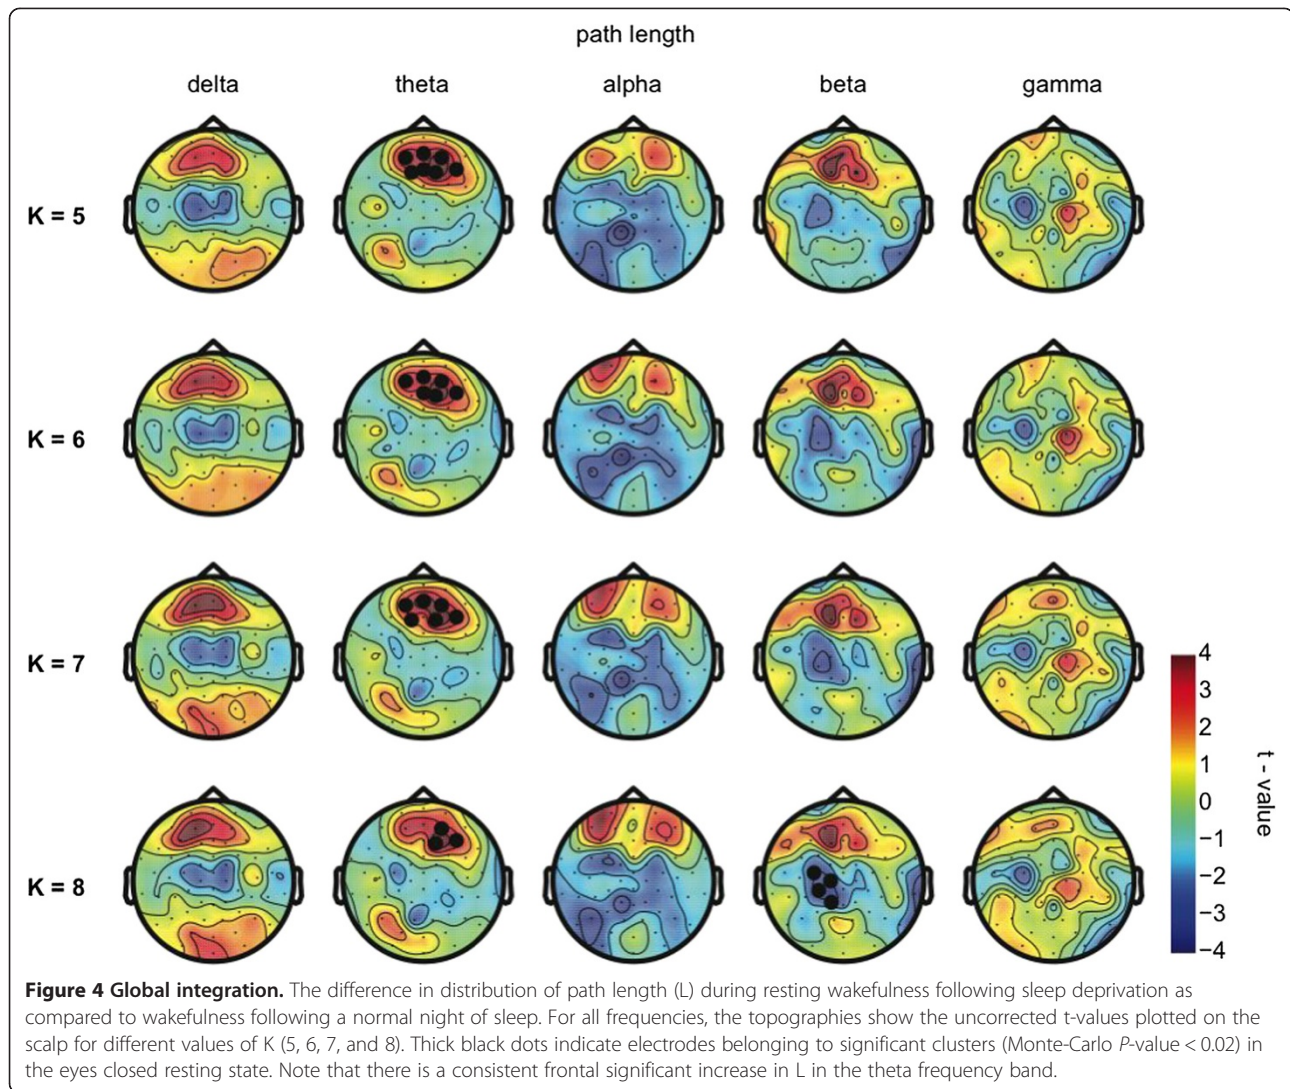 path length
delta theta alpha beta gamma
K = 5
K = 6
K = 7
4
3
2
1
0
−1
−2
−3
−4
t - value
K = 8
Figure 4 Global integration. The difference in distribution of path length (L) during resting wakefulness following sleep deprivation as
compared to wakefulness following a normal night of sleep. For all frequencies, the topographies show the uncorrected t-values plotted on the
scalp for different values of K (5, 6, 7, and 8). Thick black dots indicate electrodes belonging to significant clusters (Monte-Carlo P-value < 0.02) in
the eyes closed resting state. Note that there is a consistent frontal significant increase in L in the theta frequency band.